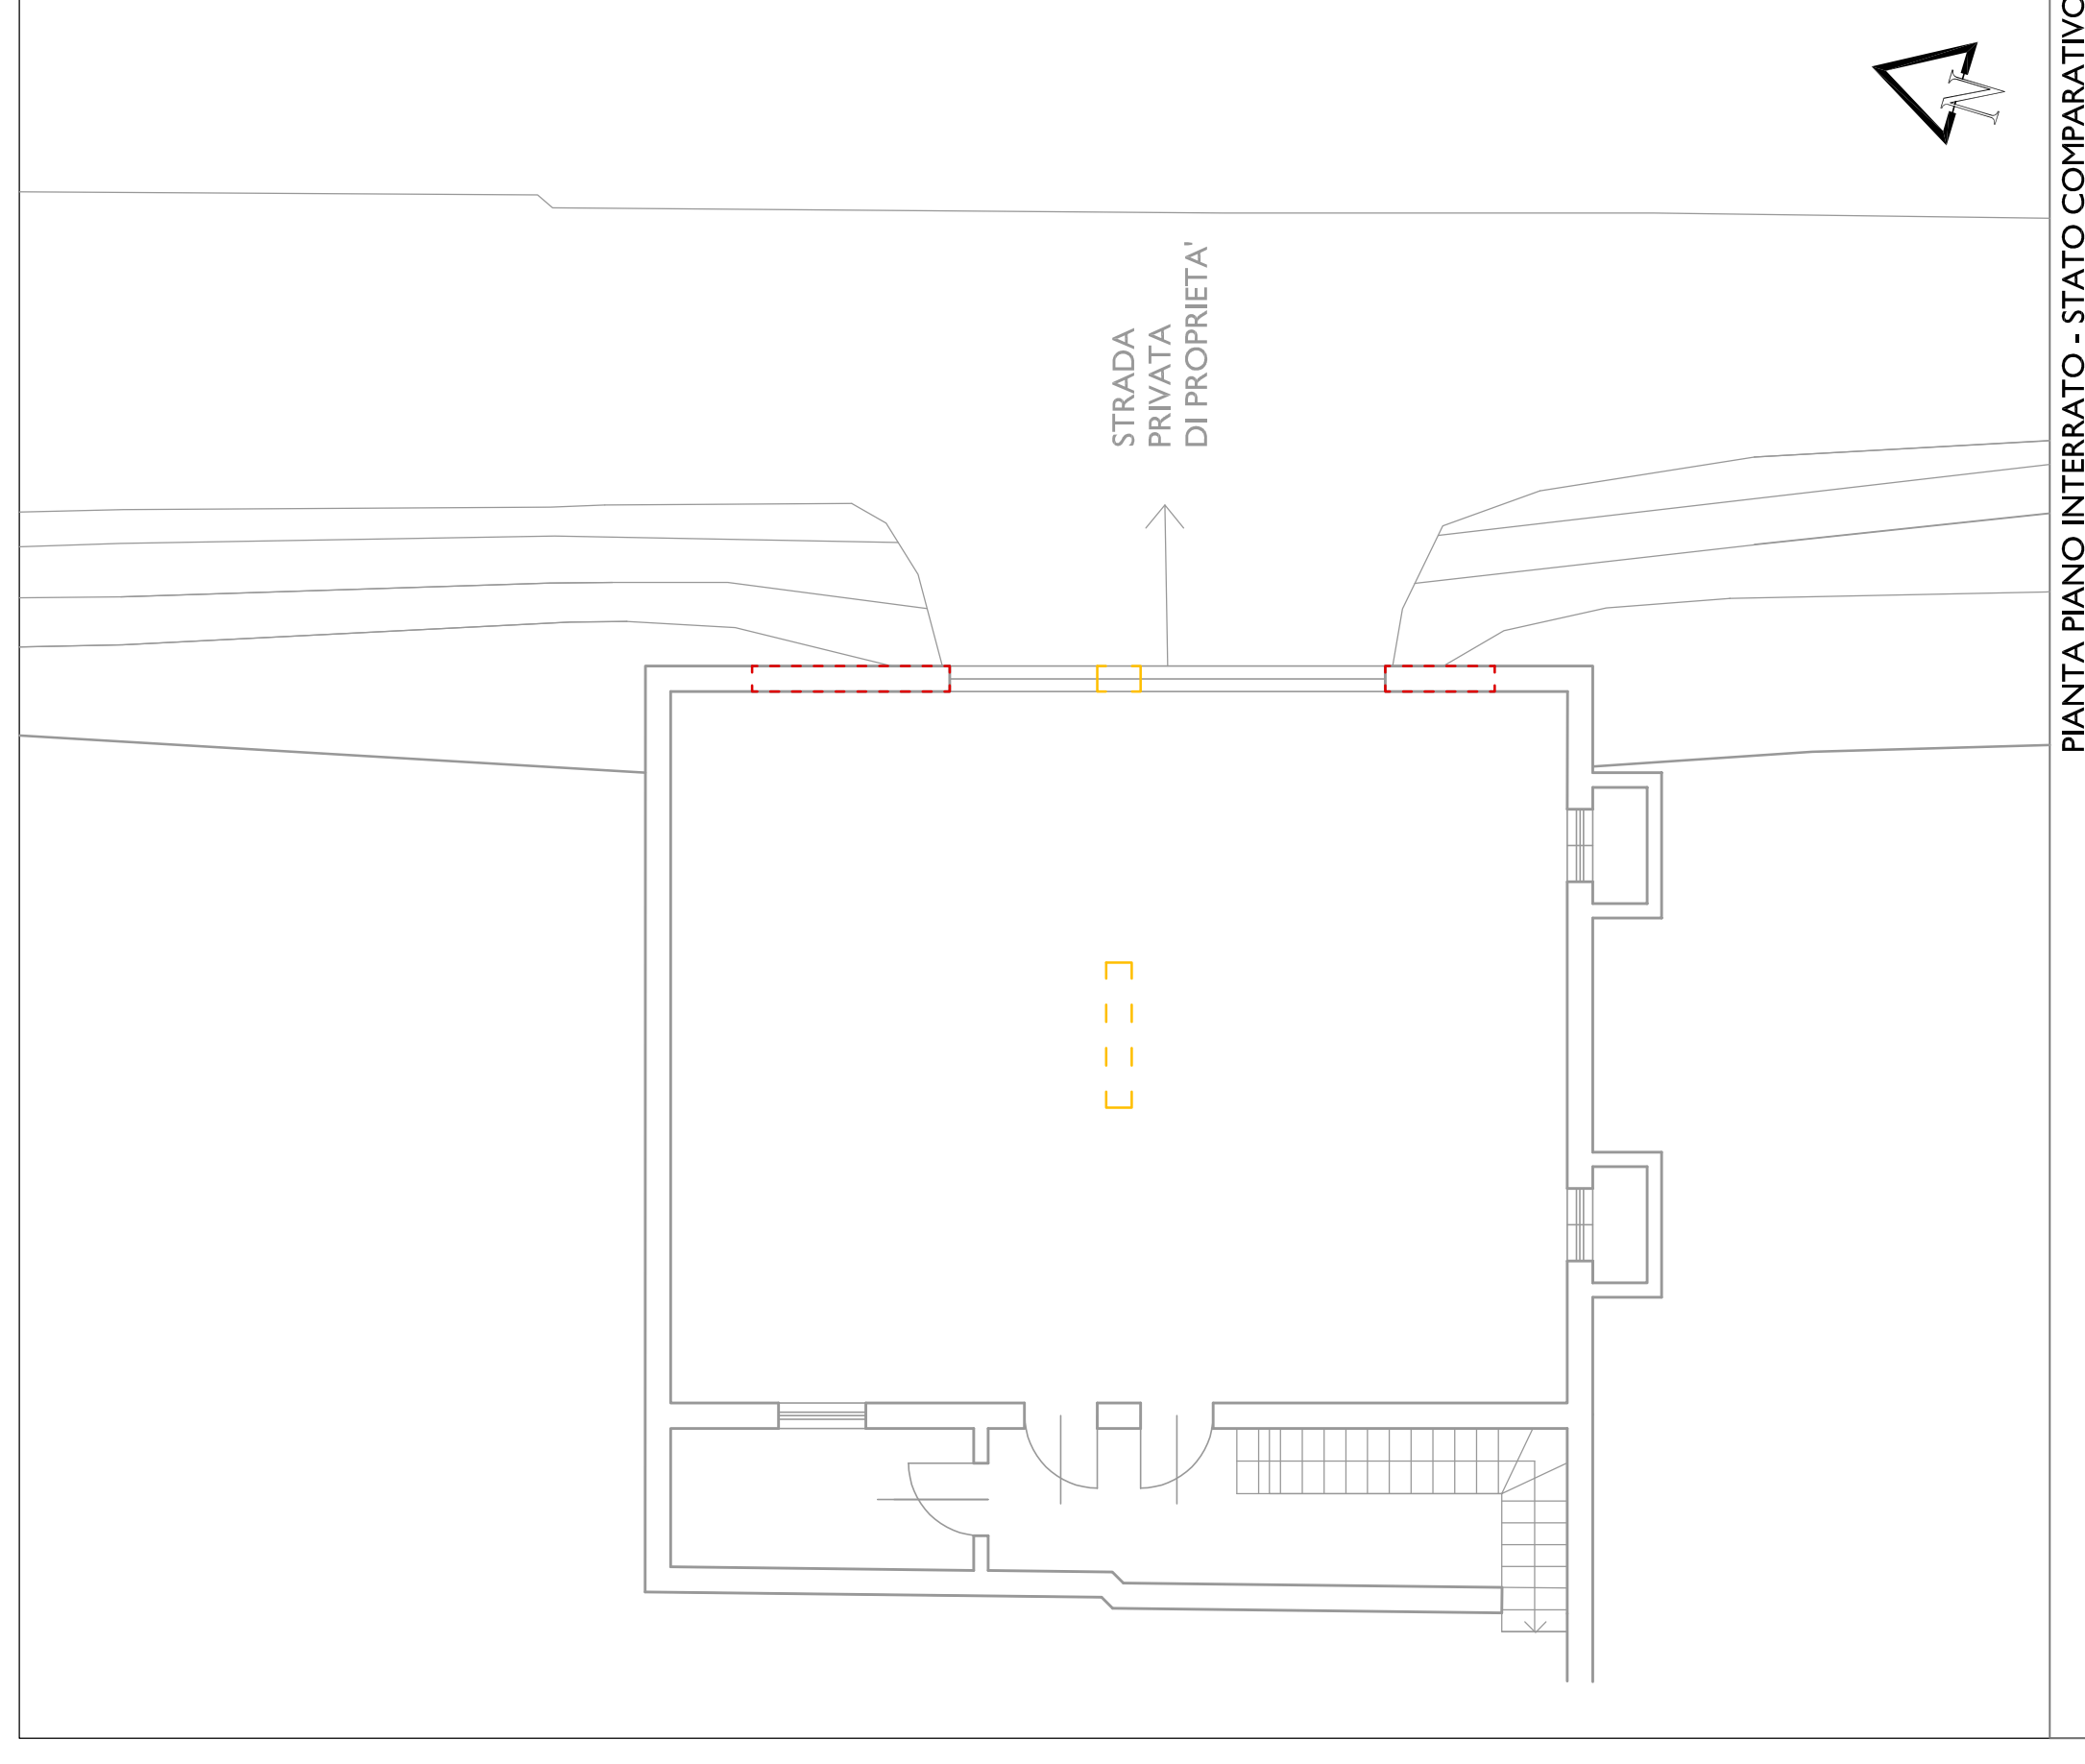 STRADA
PRIVATA
DI PROPRIETA'
N
PIANTA PIANO INTERRATO - STATO COMPARATIVO